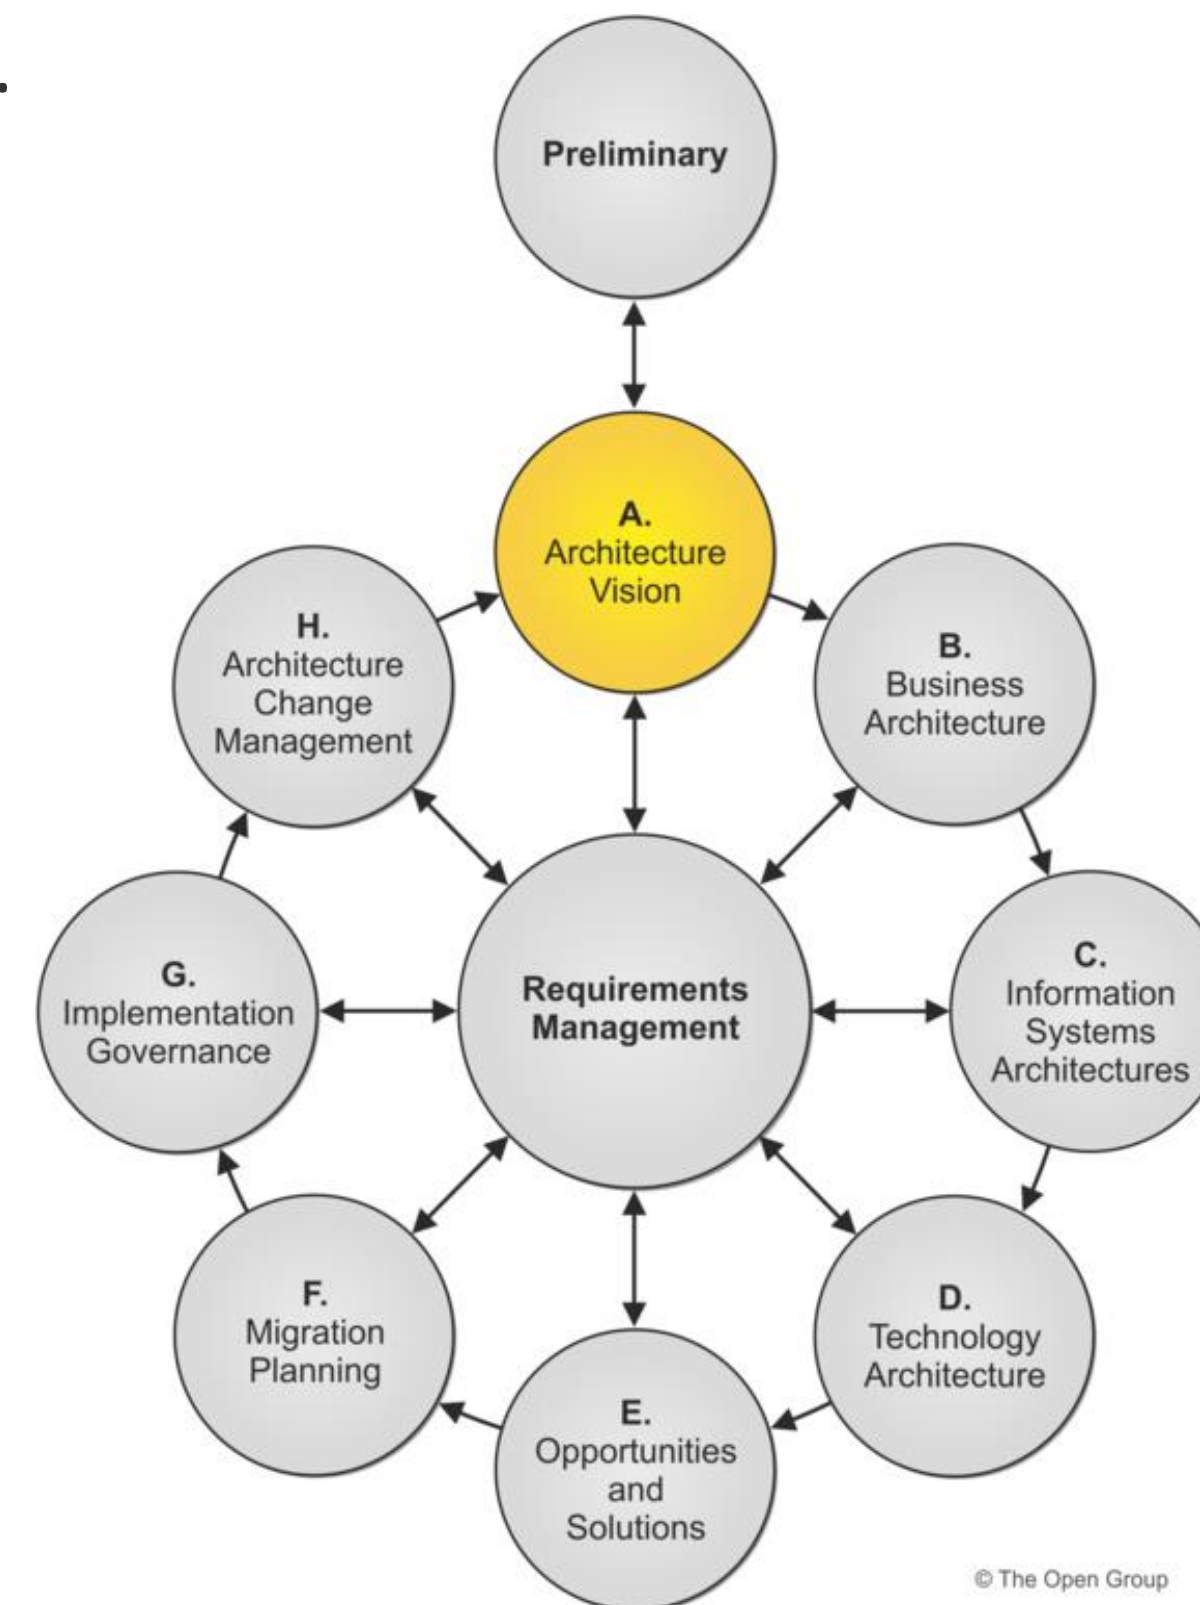 Preliminary
A.
Architecture
Vision
B.
Business
Architecture
C.
Information
Systems
Architectures
D.
Technology
Architecture
E.
Opportunities
and
Solutions
F.
Migration
Planning
G.
Implementation
Governance
H.
Architecture
Change
Management
Requirements
Management
© The Open Group